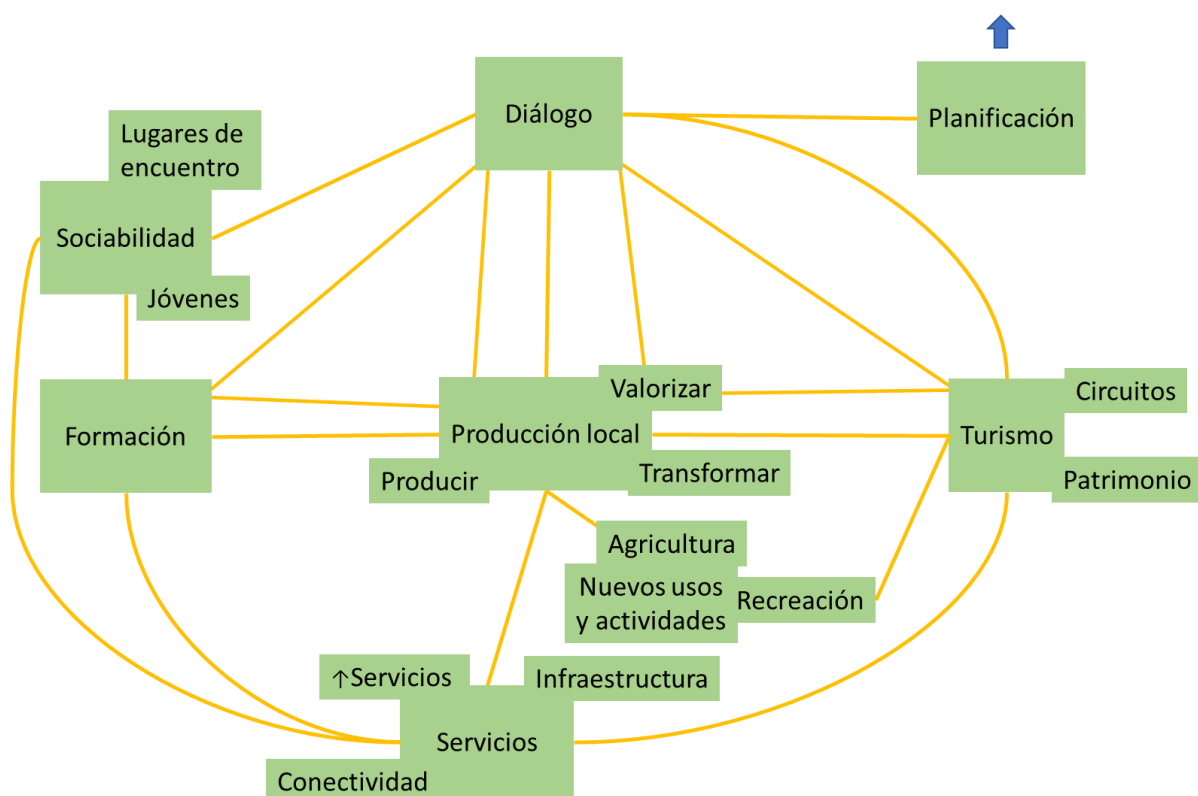 Diálogo
Planificación
Lugares de
encuentro
Sociabilidad
Jóvenes
Valorizar
Circuitos
Formación
Producción local
Turismo
Producir
Transformar
Patrimonio
Agricultura
Nuevos usos
y actividades
Recreación
↑Servicios
Infraestructura
Servicios
Conectividad